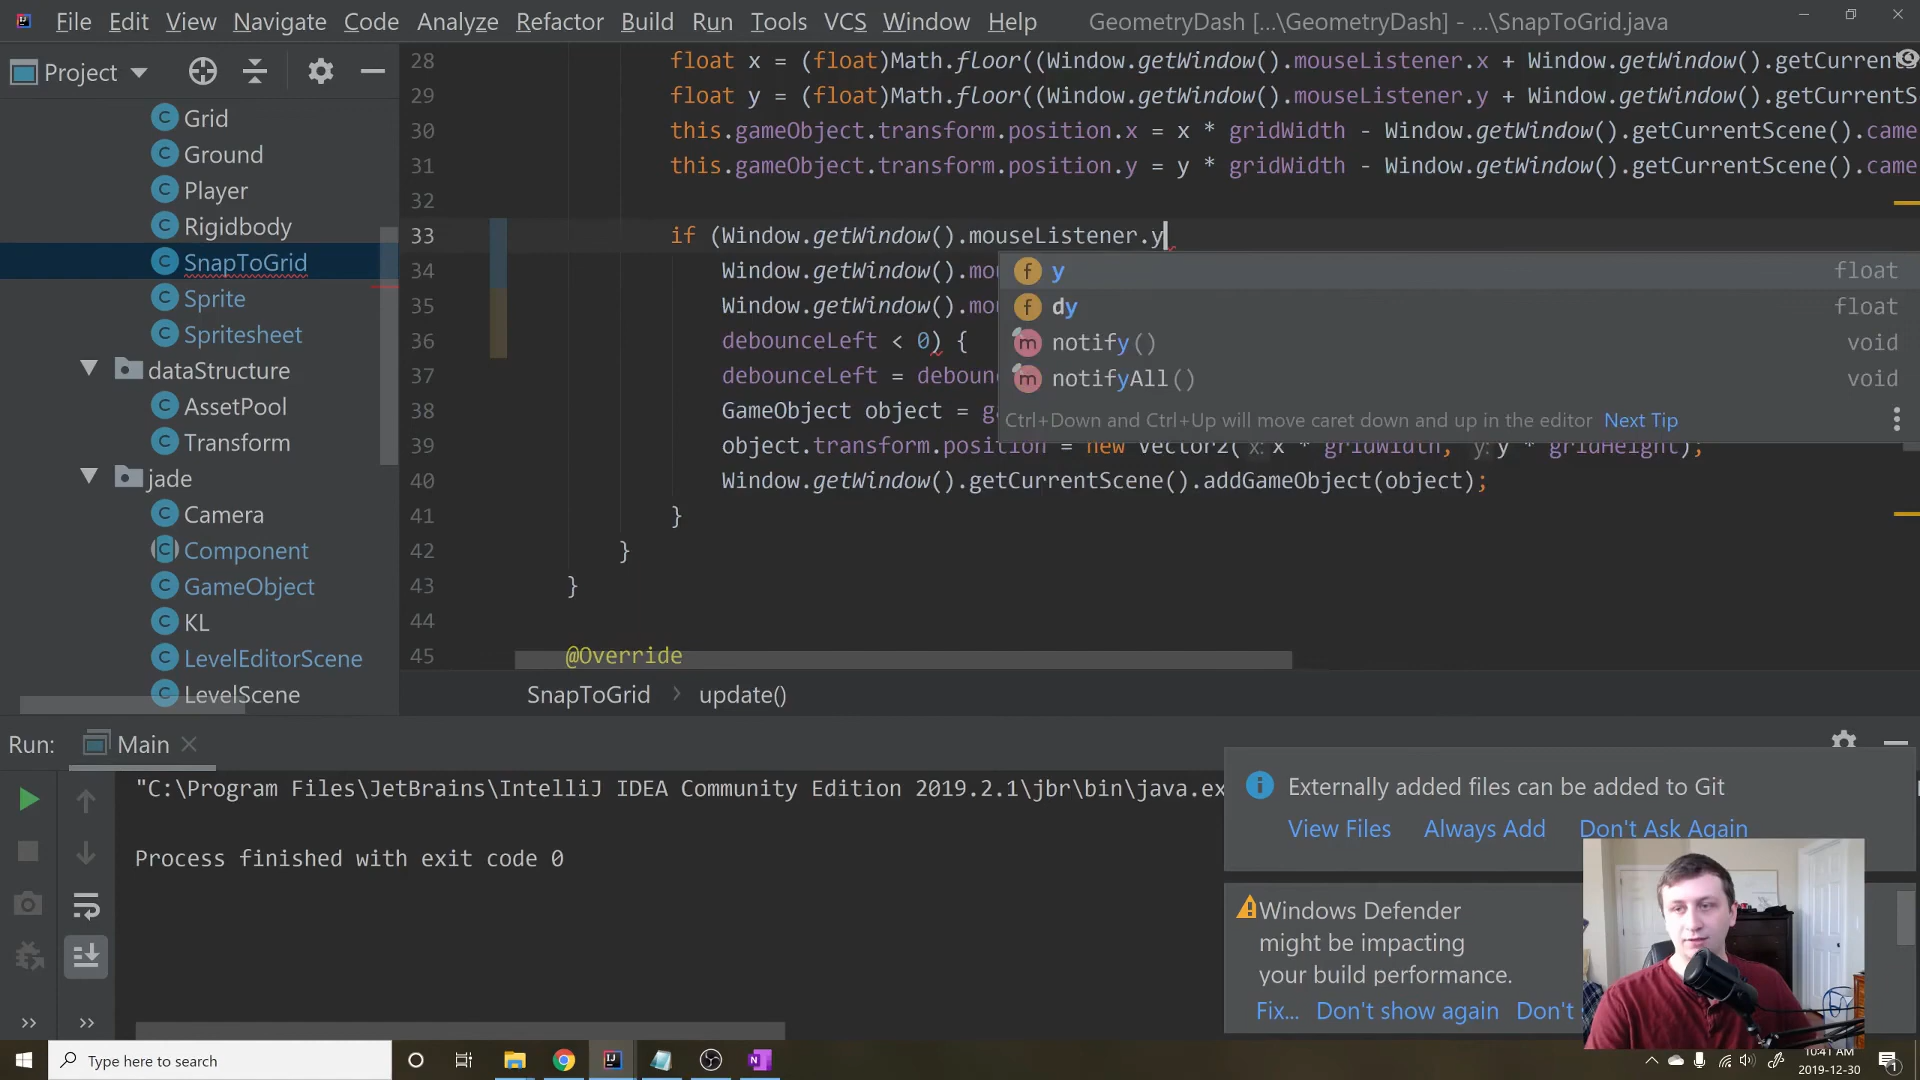 File Edit View Navigate Code Analyze Refactor Build Run Tools VCS Window Help GeometryDash [...\GeometryDash] - ...\SnapToGrid.java
Project
Grid
Ground
Player
Rigidbody
SnapToGrid
Sprite
Spritesheet
dataStructure
AssetPool
Transform
jade
Camera
Component
GameObject
KL
LevelEditorScene
LevelScene
28 float x = (float)Math.floor((Window.getWindow().mouseListener.x + Window.getWindow().getCurrentS
29 float y = (float)Math.floor((Window.getWindow().mouseListener.y + Window.getWindow().getCurrentS
30 this.gameObject.transform.position.x = x * gridWidth - Window.getWindow().getCurrentScene().came
31 this.gameObject.transform.position.y = y * gridWidth - Window.getWindow().getCurrentScene().came
32
33 if (Window.getWindow().mouseListener.y
34 Window.getWindow().mou
35 Window.getWindow().mou
36 debounceLeft < 0) {
37 debounceLeft = deboun
38 GameObject object = g
39 object.transform.position = new Vector2( x: x * gridWidth, y: y * gridHeight);
40 Window.getWindow().getCurrentScene().addGameObject(object);
41 }
42 }
43 }
44
45 @Override
y float
dy float
notify() void
notifyAll() void
Ctrl+Down and Ctrl+Up will move caret down and up in the editor Next Tip
SnapToGrid > update()
Run: Main
"C:\Program Files\JetBrains\IntelliJ IDEA Community Edition 2019.2.1\jbr\bin\java.ex
Process finished with exit code 0
Externally added files can be added to Git
View Files Always Add Don't Ask Again
Windows Defender
might be impacting
your build performance.
Fix... Don't show again Don't
Type here to search
10:41 AM
2019-12-30